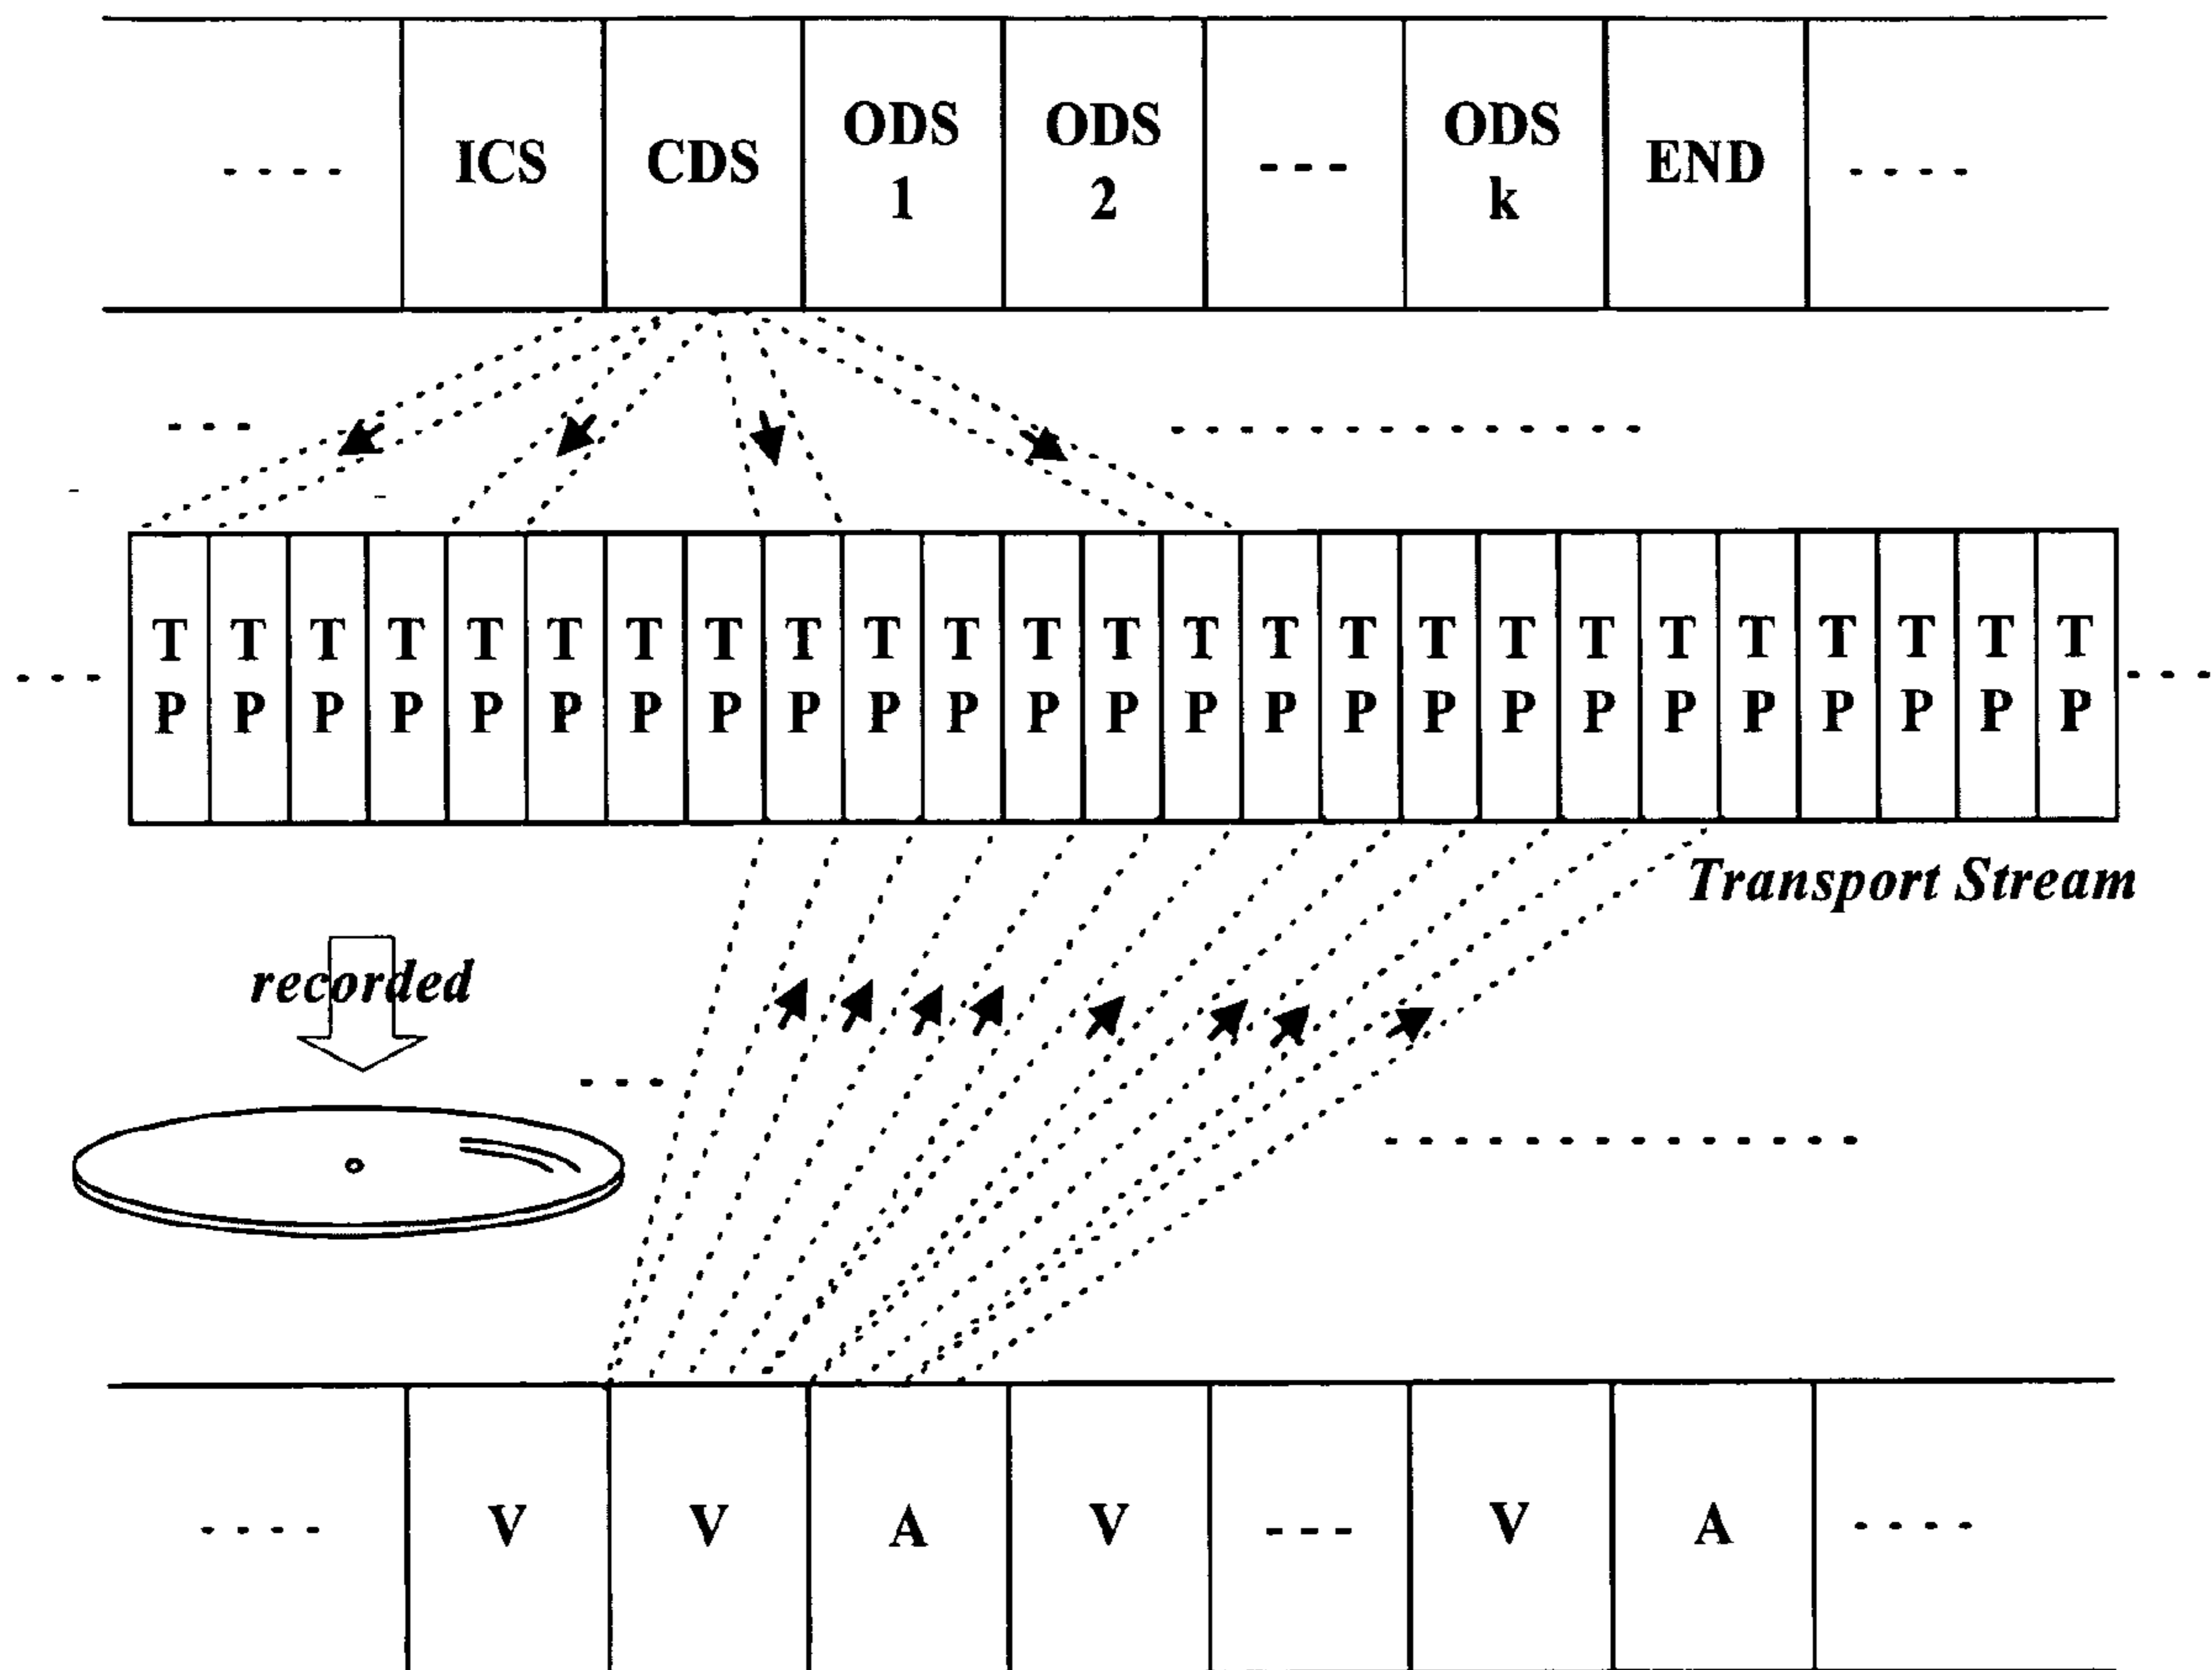 ---- ICS CDS ODS ODS --- ODS END ----
1 2 k
--- --------------
T T T T T T T T T T T T T T T T T T T T T T T T T
--- P P P P P P P P P P P P P P P P P P P P P P P P P ---
Transport Stream
recorded
---
--------------
---- V V A V --- V A ----